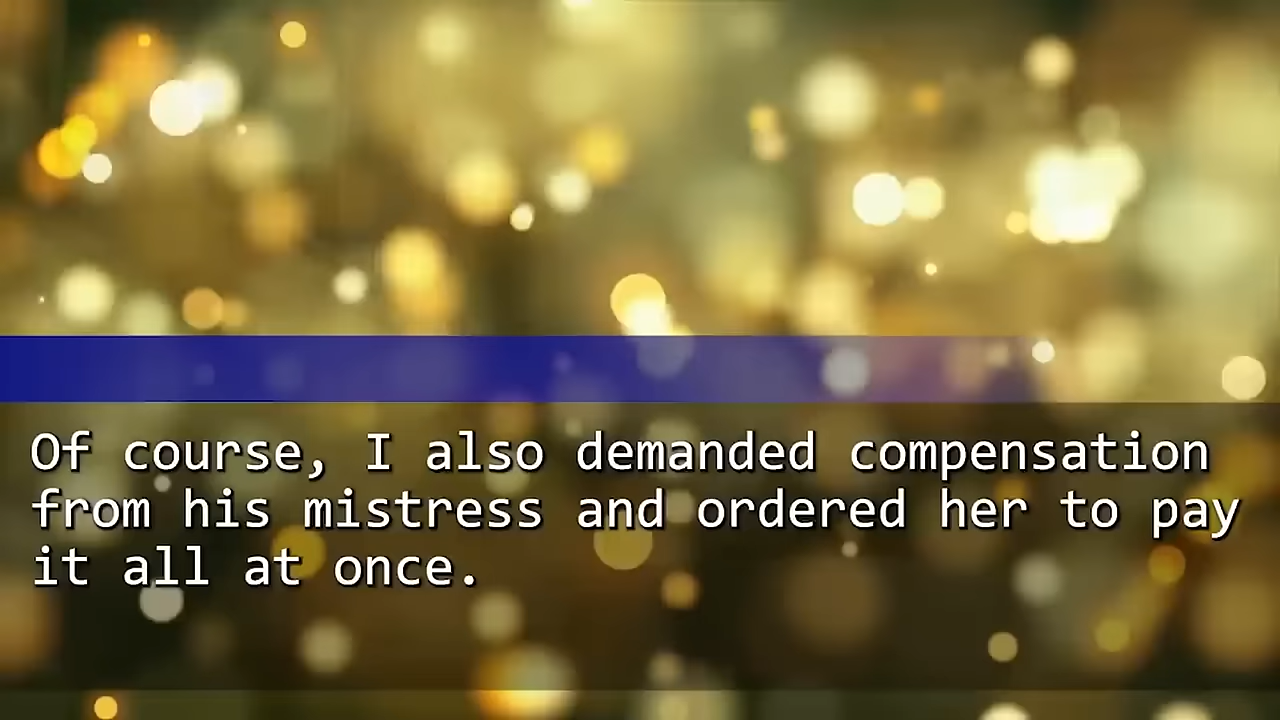 Of course, I also demanded compensation
from his mistress and ordered her to pay
it all at once.